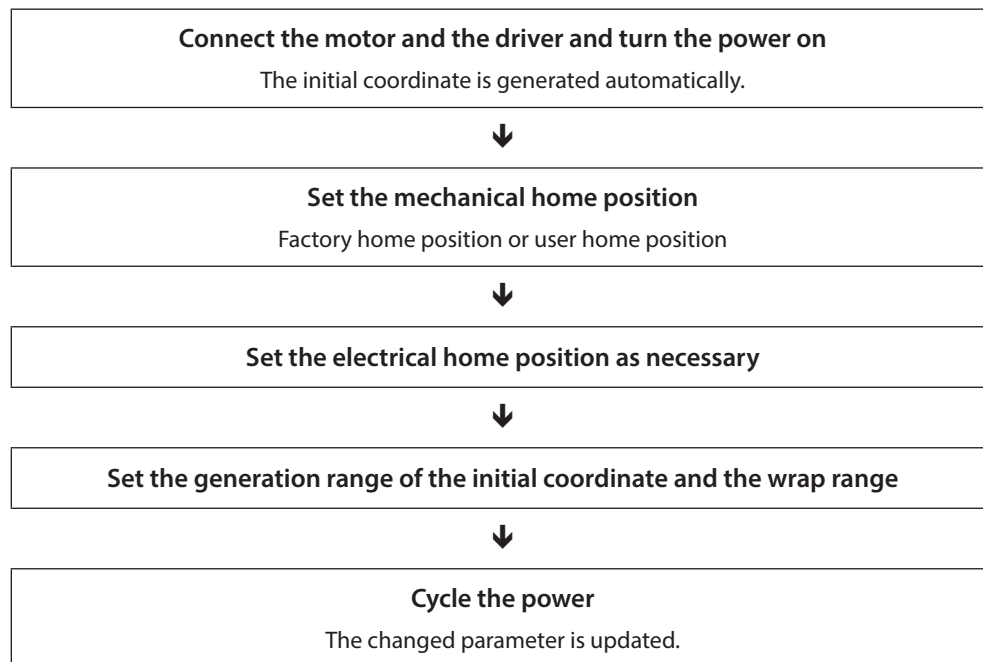 Connect the motor and the driver and turn the power on
The initial coordinate is generated automatically.
Set the mechanical home position
Factory home position or user home position
Set the electrical home position as necessary
Set the generation range of the initial coordinate and the wrap range
Cycle the power
The changed parameter is updated.